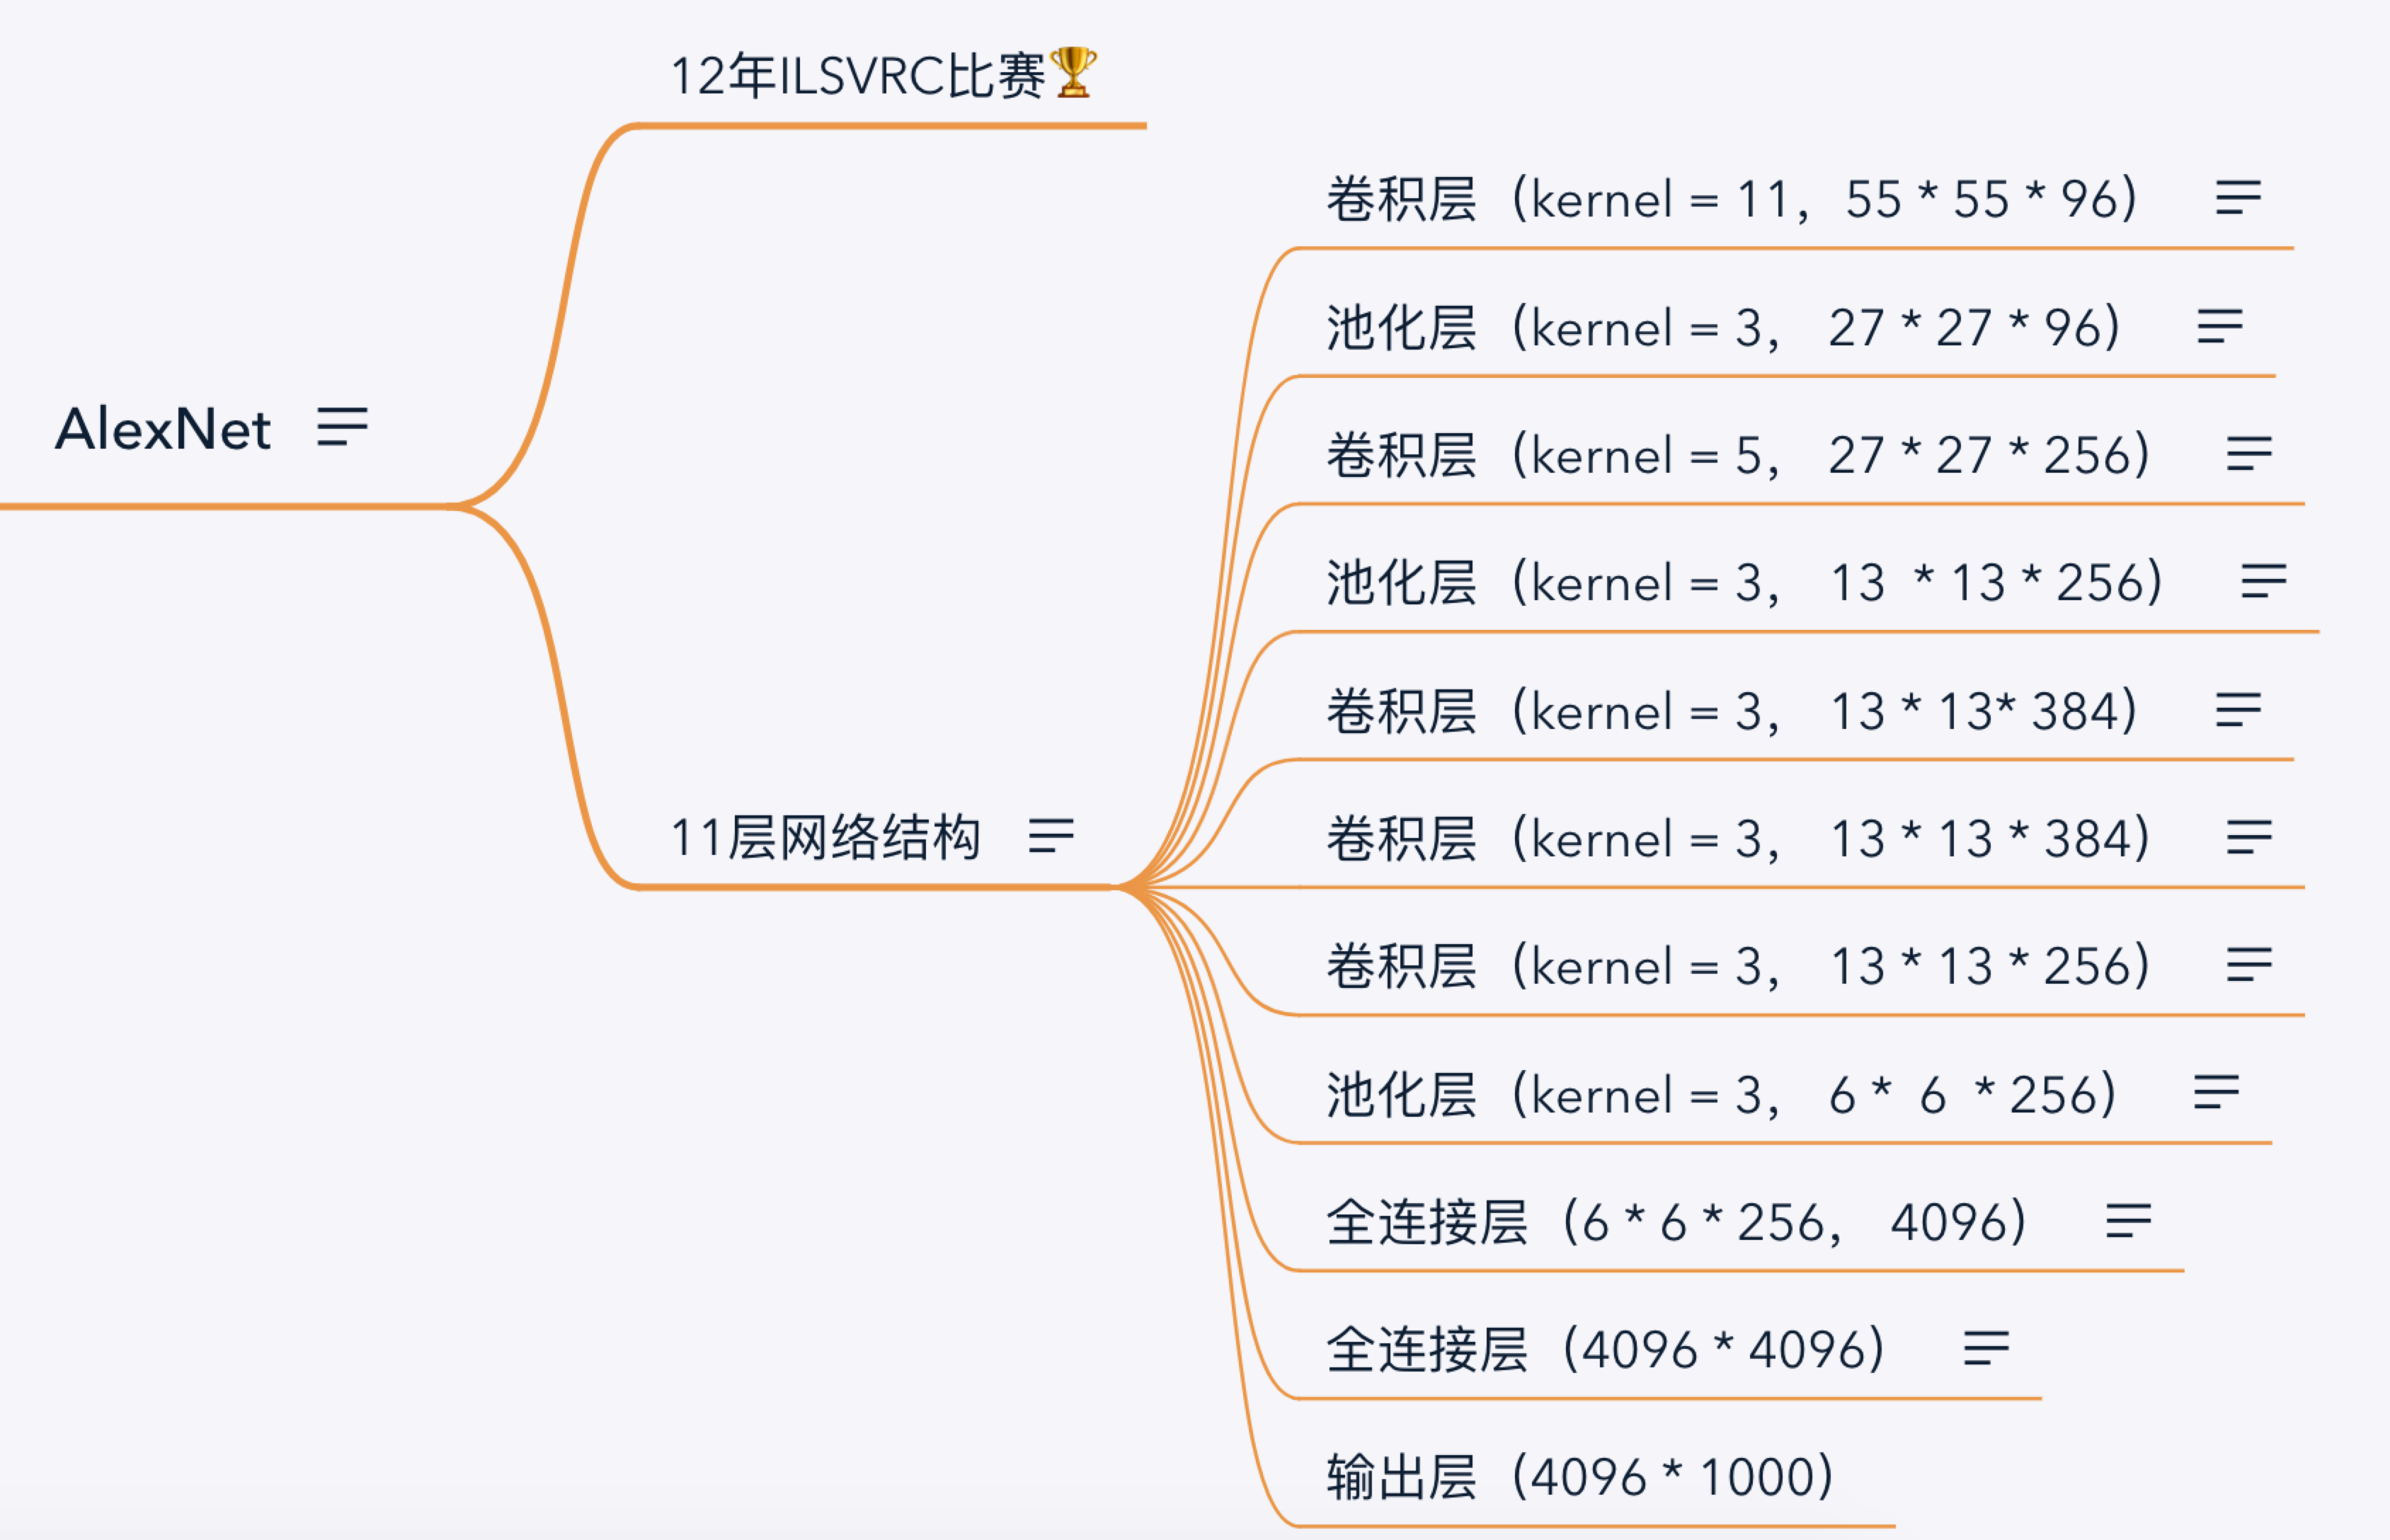 12年ILSVRC比赛🏆
卷积层（kernel = 11， 55 * 55 * 96）
池化层（kernel = 3， 27 * 27 * 96）
AlexNet
卷积层（kernel = 5， 27 * 27 * 256）
池化层（kernel = 3， 13 * 13 * 256）
卷积层（kernel = 3， 13 * 13* 384）
11层网络结构
卷积层（kernel = 3， 13 * 13 * 384）
卷积层（kernel = 3， 13 * 13 * 256）
池化层（kernel = 3， 6 * 6 * 256）
全连接层（6 * 6 * 256， 4096）
全连接层（4096 * 4096）
输出层（4096 * 1000）